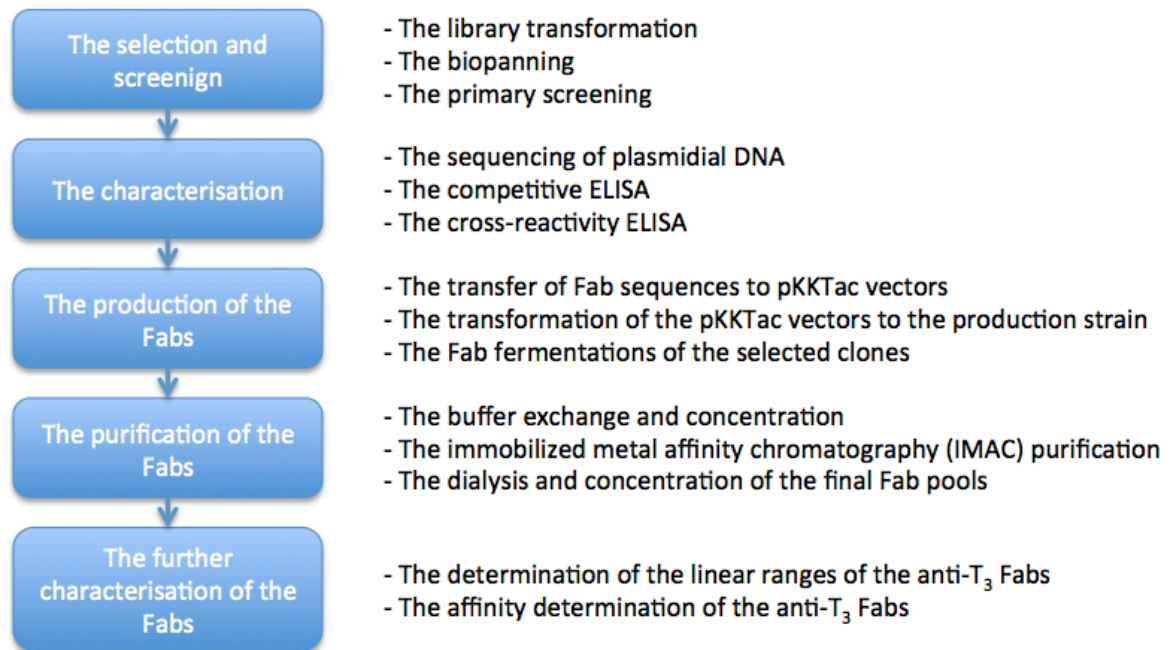 The selection and
screenign
- The library transformation
- The biopanning
- The primary screening
The characterisation
- The sequencing of plasmidial DNA
- The competitive ELISA
- The cross-reactivity ELISA
The production of the
Fabs
- The transfer of Fab sequences to pKKTac vectors
- The transformation of the pKKTac vectors to the production strain
- The Fab fermentations of the selected clones
The purification of the
Fabs
- The buffer exchange and concentration
- The immobilized metal affinity chromatography (IMAC) purification
- The dialysis and concentration of the final Fab pools
The further
characterisation of the
Fabs
- The determination of the linear ranges of the anti-T₃ Fabs
- The affinity determination of the anti-T₃ Fabs